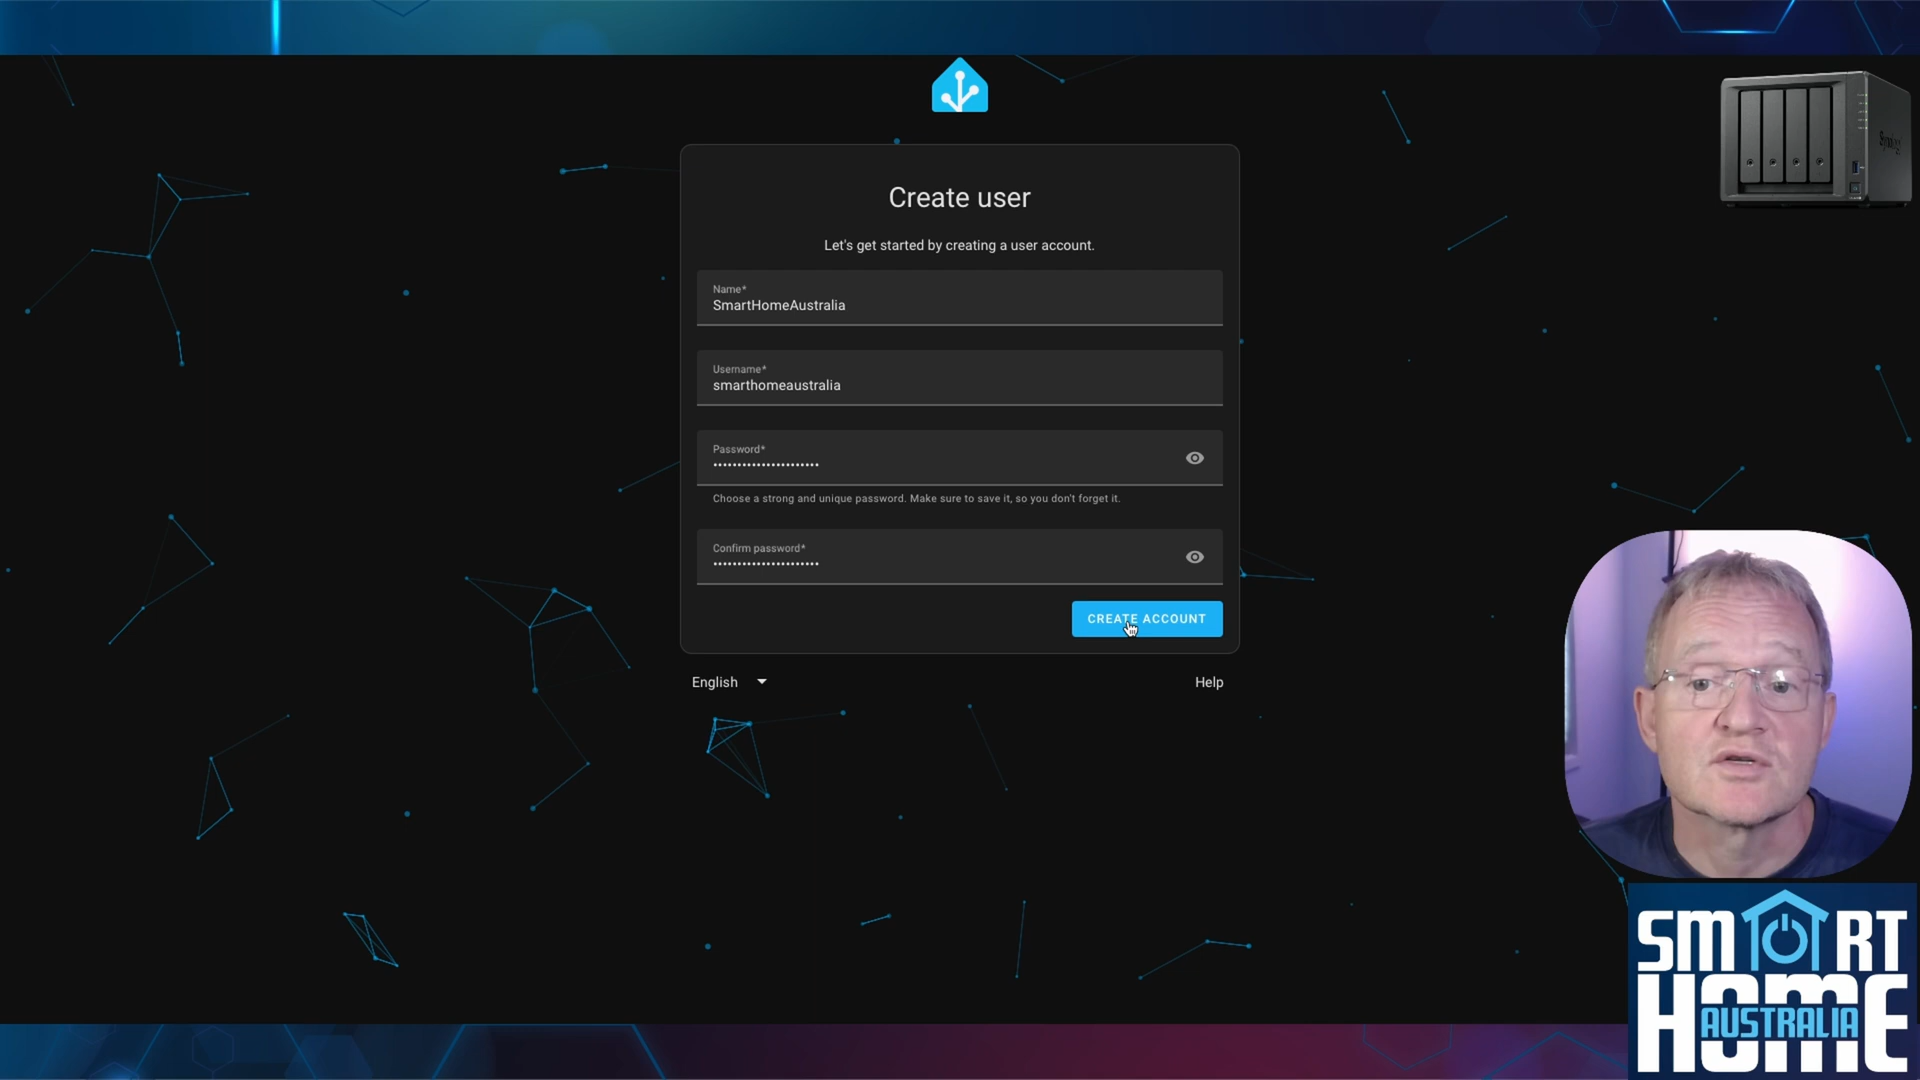 Create user
Let's get started by creating a user account.
Name*
SmartHomeAustralia
Username*
smarthomeaustralia
Password*
••••••••••••••••••••••
Choose a strong and unique password. Make sure to save it, so you don't forget it.
Confirm password*
••••••••••••••••••••••
CREATE ACCOUNT
English
Help
Synology
SMART
HOME
AUSTRALIA